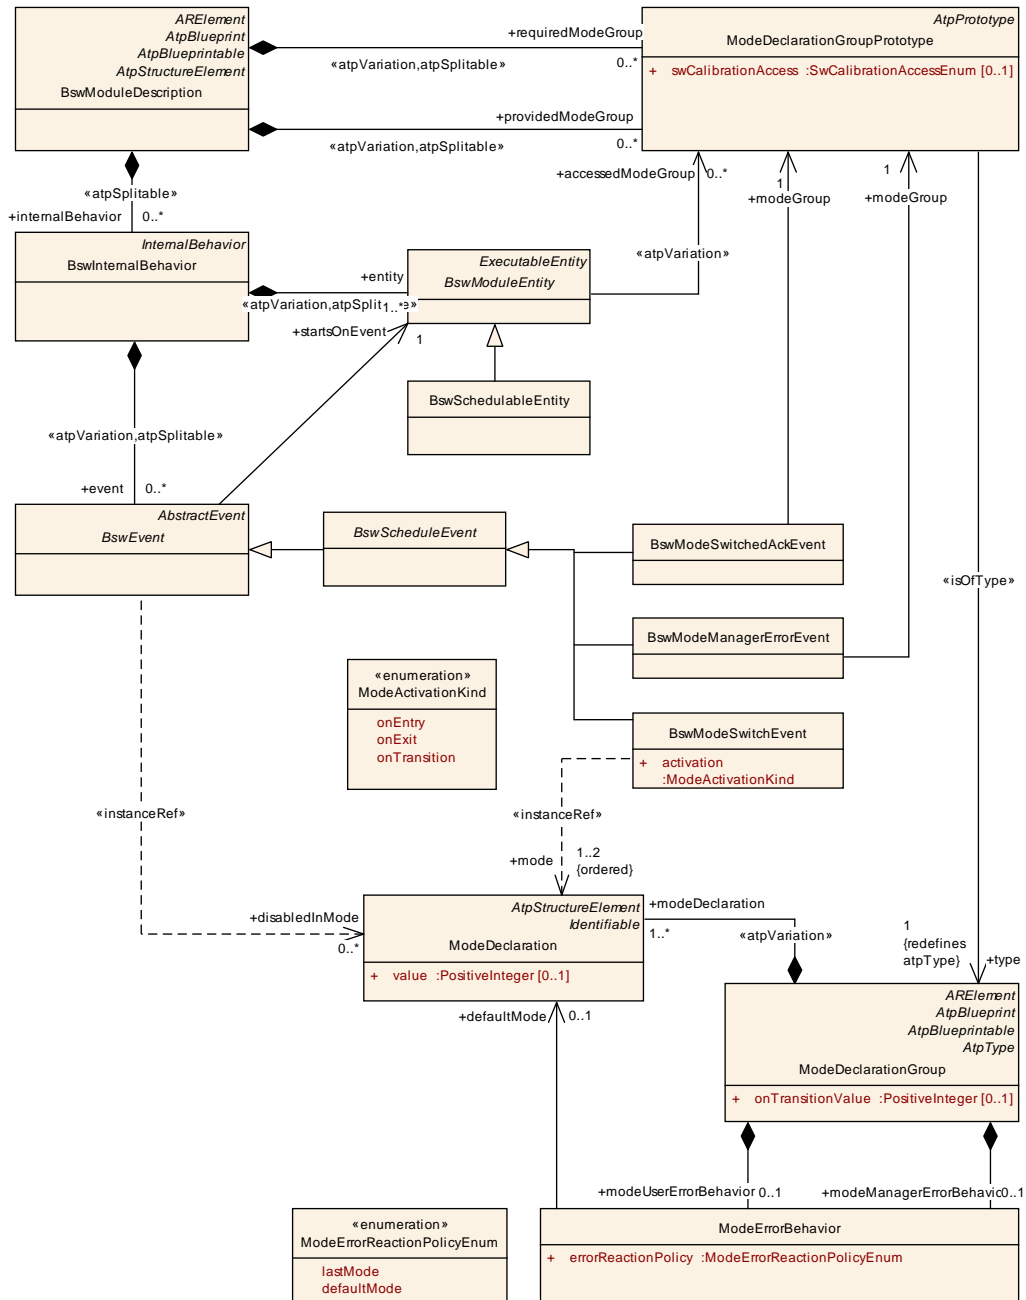 ARElement
AtpBlueprint
AtpBlueprintable
AtpStructureElement
BswModuleDescription
+requiredModeGroup
«atpVariation,atpSplitable»
0..*
AtpPrototype
ModeDeclarationGroupPrototype
+ swCalibrationAccess :SwCalibrationAccessEnum [0..1]
+providedModeGroup
«atpVariation,atpSplitable»
0..*
«atpSplitable»
+internalBehavior 0..*
+accessedModeGroup 0..*
1
+modeGroup
1
+modeGroup
InternalBehavior
BswInternalBehavior
+entity
«atpVariation,atpSplit
1..*
e»
ExecutableEntity
BswModuleEntity
«atpVariation»
+startsOnEvent
1
BswSchedulableEntity
«atpVariation,atpSplitable»
+event 0..*
AbstractEvent
BswEvent
BswScheduleEvent
BswModeSwitchedAckEvent
«isOfType»
BswModeManagerErrorEvent
«enumeration»
ModeActivationKind
onEntry
onExit
onTransition
BswModeSwitchEvent
+ activation
:ModeActivationKind
«instanceRef»
«instanceRef»
+mode
1..2
{ordered}
+disabledInMode
0..*
AtpStructureElement
Identifiable
ModeDeclaration
+ value :PositiveInteger [0..1]
+modeDeclaration
1..*
«atpVariation»
1
{redefines
atpType}
+type
+defaultMode 0..1
ARElement
AtpBlueprint
AtpBlueprintable
AtpType
ModeDeclarationGroup
+ onTransitionValue :PositiveInteger [0..1]
+modeUserErrorBehavior 0..1
+modeManagerErrorBehavic 0..1
«enumeration»
ModeErrorReactionPolicyEnum
lastMode
defaultMode
ModeErrorBehavior
+ errorReactionPolicy :ModeErrorReactionPolicyEnum